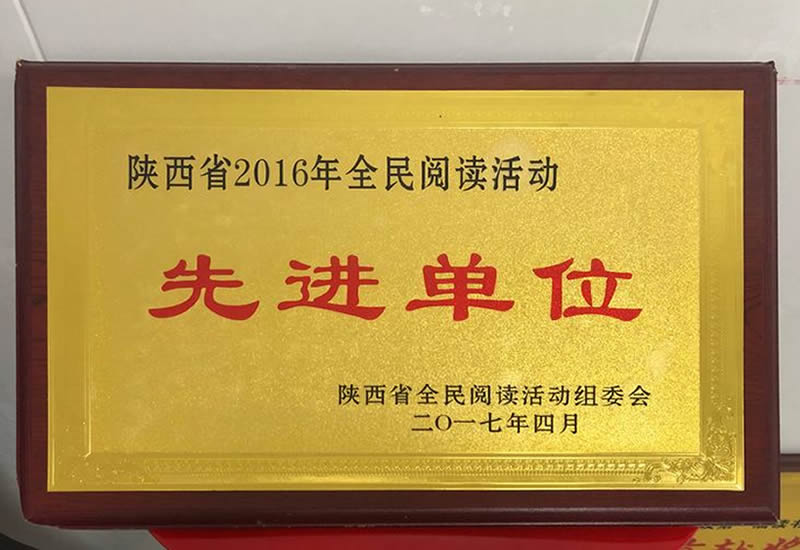 陕西省2016年全民阅读活动
先进单位
陕西省全民阅读活动组委会
二〇一七年四月